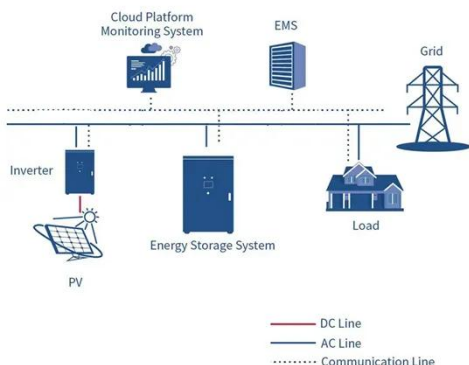 Cloud Platform
Monitoring System
EMS
Grid
Inverter
Energy Storage System
Load
PV
DC Line
AC Line
Communication Line